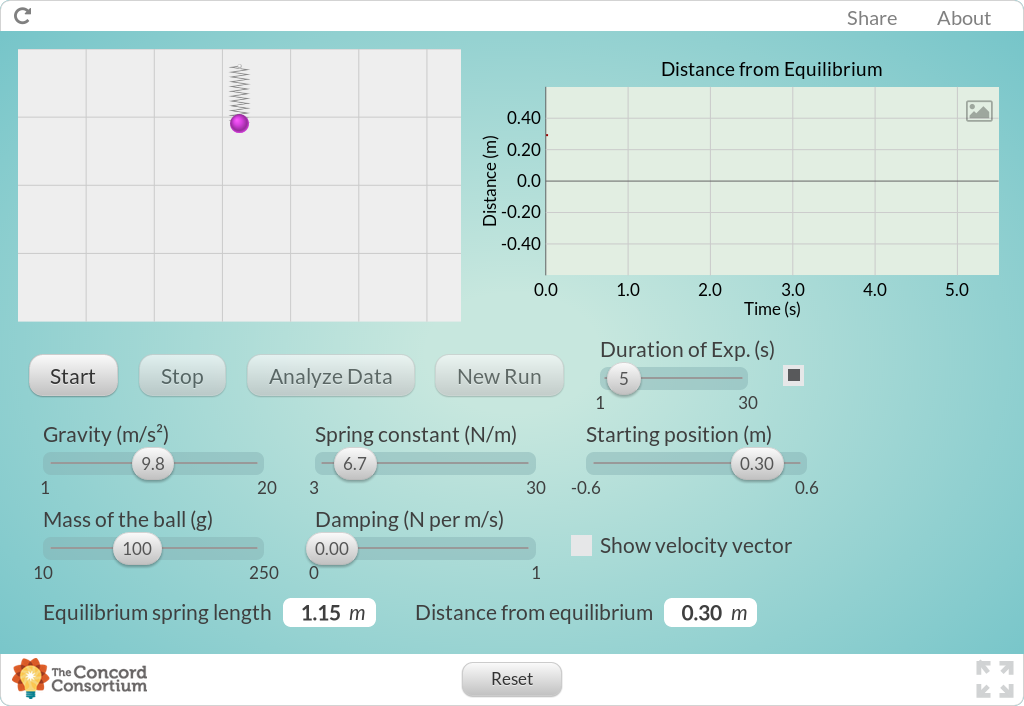 Share About
Distance from Equilibrium
0.40
0.20
0.0
-0.20
-0.40
Distance (m)
0.0 1.0 2.0 3.0 4.0 5.0
Time (s)
Start Stop Analyze Data New Run
Duration of Exp. (s)
5
1 30
Gravity (m/s²) Spring constant (N/m) Starting position (m)
9.8 6.7 0.30
1 20 3 30 -0.6 0.6
Mass of the ball (g) Damping (N per m/s)
100 0.00
Show velocity vector
10 250 0 1
Equilibrium spring length 1.15 m Distance from equilibrium 0.30 m
The Concord
Consortium
Reset